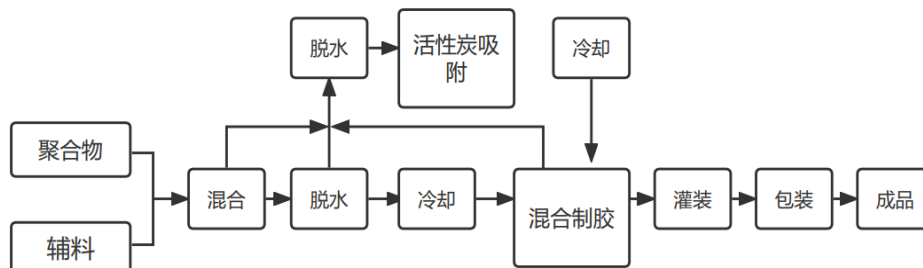 脱水
活性炭吸
附
冷却
聚合物
辅料
混合
脱水
冷却
混合制胶
灌装
包装
成品